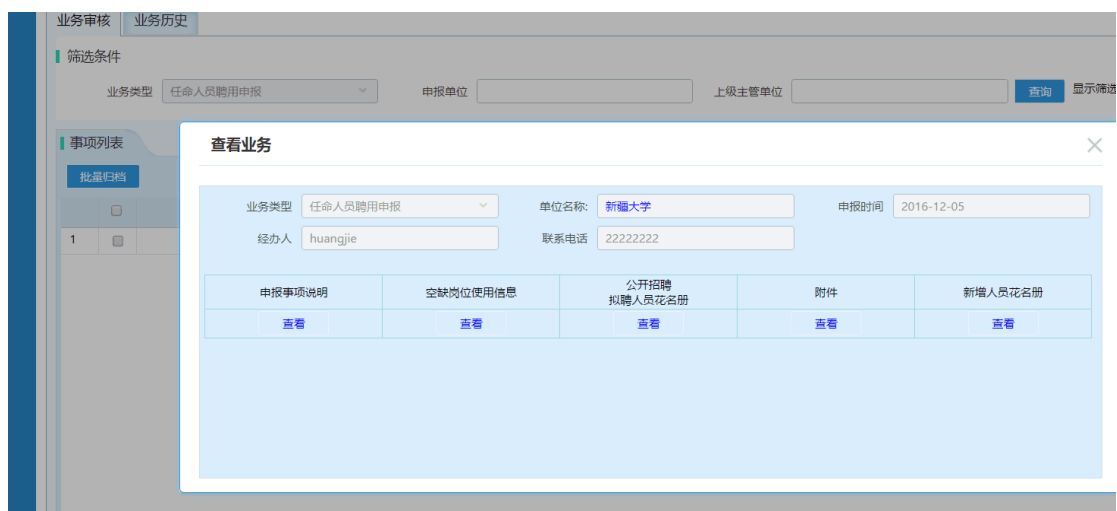 业务审核 业务历史
筛选条件
业务类型 任命人员聘用申报 申报单位 上级主管单位 查询 显示筛选
事项列表
批量归档
1
查看业务
业务类型 任命人员聘用申报 单位名称: 新疆大学 申报时间 2016-12-05
经办人 huangjie 联系电话 22222222
申报事项说明 空缺岗位使用信息 公开招聘 附件 新增人员花名册
拟聘人员花名册
查看 查看 查看 查看 查看